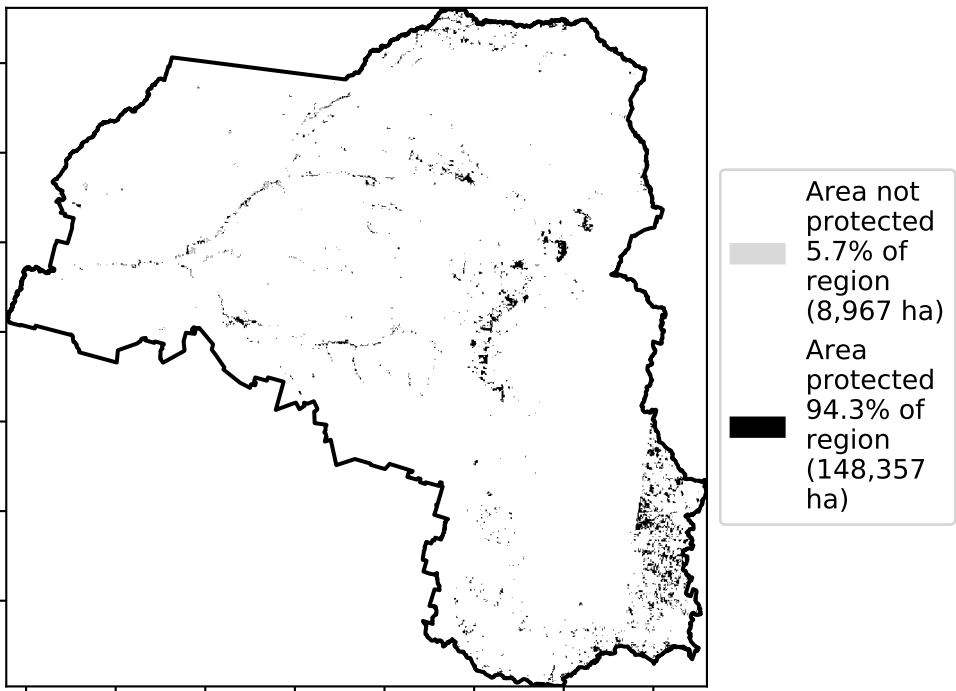 Area not
protected
5.7% of
region
(8,967 ha)
Area
protected
94.3% of
region
(148,357
ha)